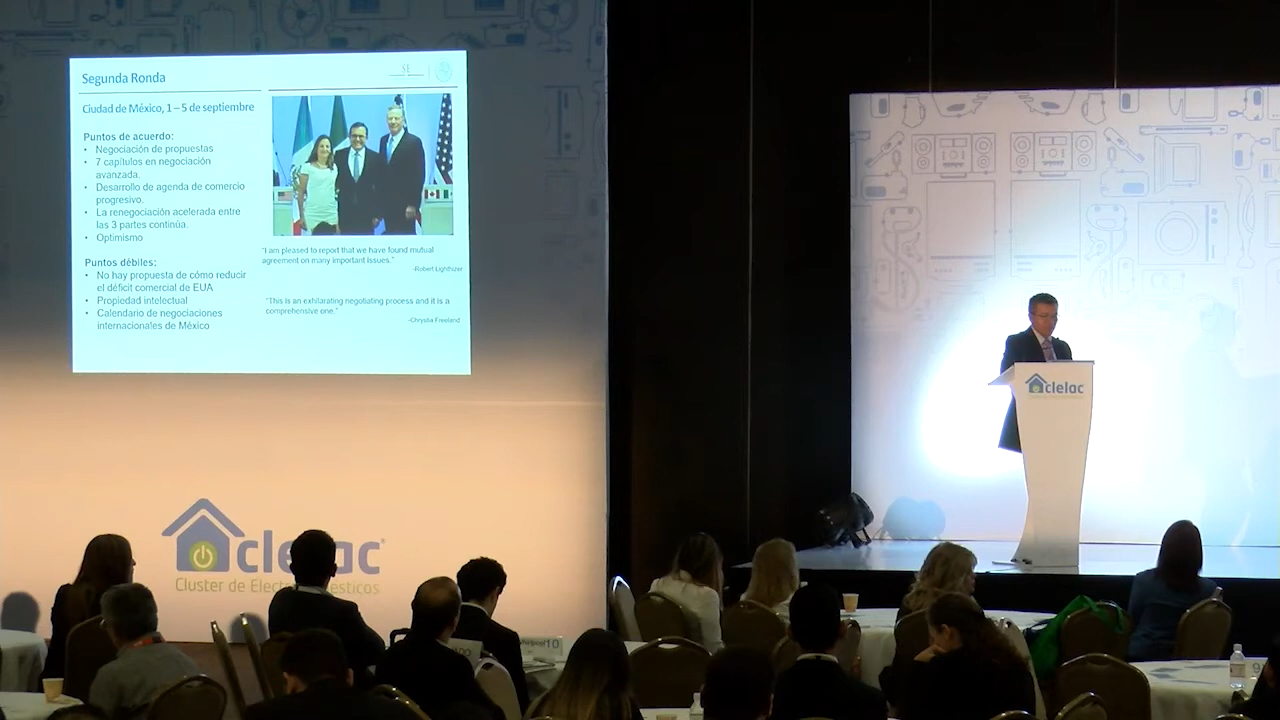 Segunda Ronda
SE
Ciudad de México, 1 – 5 de septiembre
Puntos de acuerdo:
• Negociación de propuestas
• 7 capítulos en negociación
avanzada.
• Desarrollo de agenda de comercio
progresivo.
• La renegociación acelerada entre
las 3 partes continúa.
• Optimismo
Puntos débiles:
• No hay propuesta de cómo reducir
el déficit comercial de EUA
• Propiedad intelectual
• Calendario de negociaciones
internacionales de México
"I am pleased to report that we have found mutual
agreement on many important issues."
-Robert Lighthizer
"This is an exhilarating negotiating process and it is a
comprehensive one."
-Chrystia Freeland
clelac
clelac
Cluster de Electrodomésticos